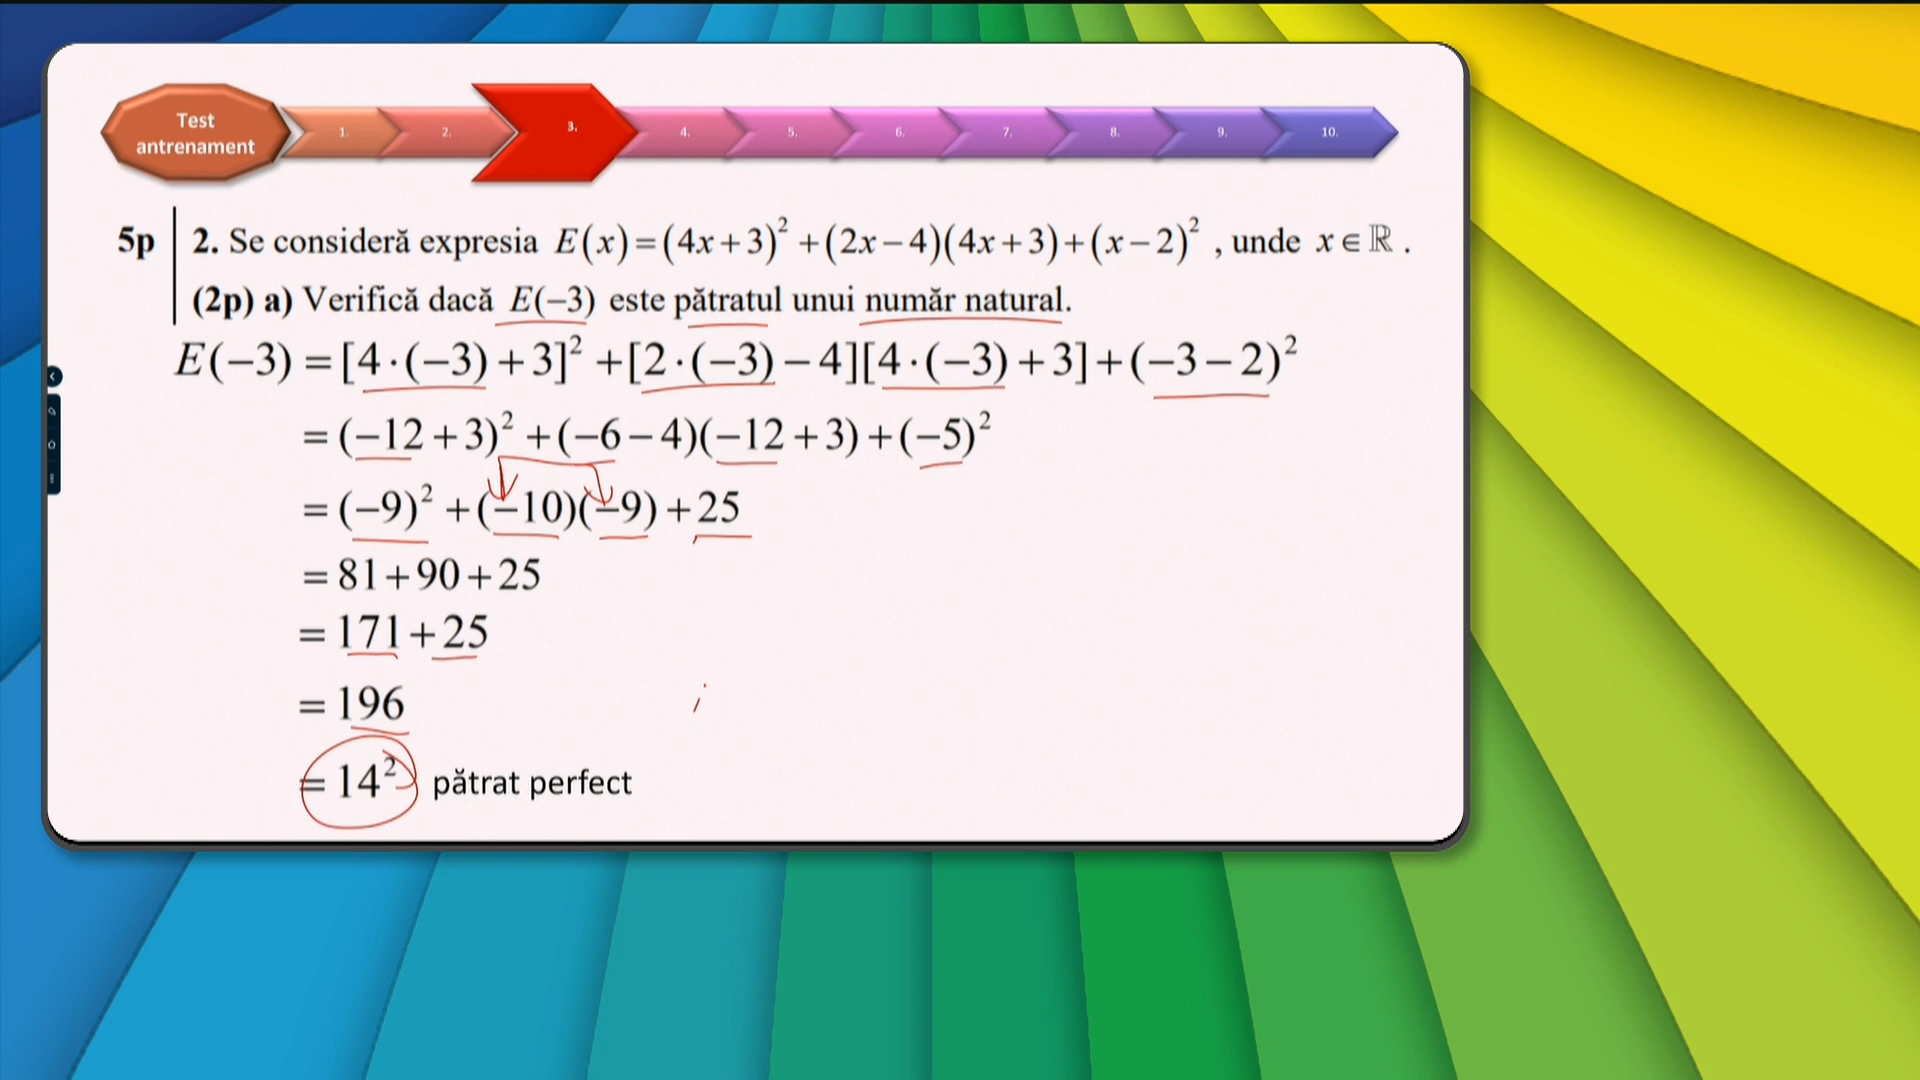 Test
antrenament
1.
2.
3.
4.
5.
6.
7.
8.
9.
10.
5p
2. Se consideră expresia E(x)=(4x+3)²+(2x−4)(4x+3)+(x−2)², unde x∈ℝ.
(2p) a) Verifică dacă E(−3) este pătratul unui număr natural.
E(−3)=[4·(−3)+3]²+[2·(−3)−4][4·(−3)+3]+(−3−2)²
=(−12+3)²+(−6−4)(−12+3)+(−5)²
=(−9)²+(−10)(−9)+25
=81+90+25
=171+25
=196
=14² pătrat perfect